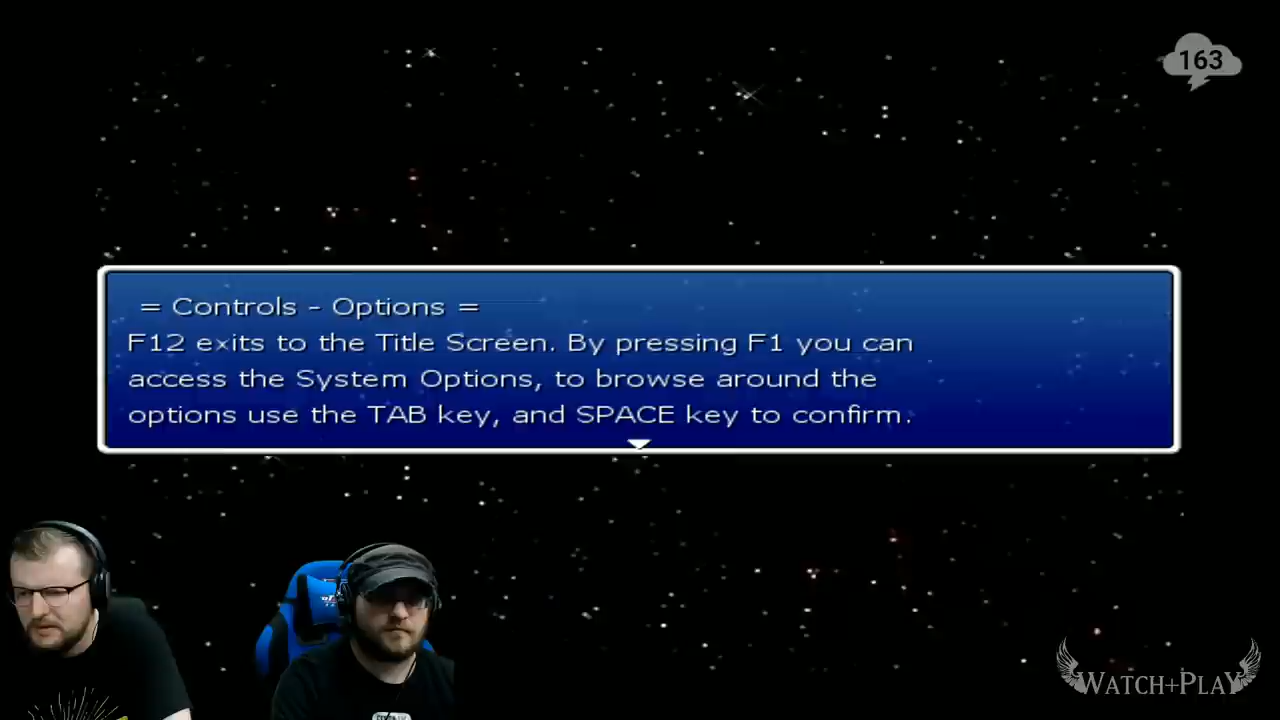 163
= Controls - Options =
F12 exits to the Title Screen. By pressing F1 you can
access the System Options, to browse around the
options use the TAB key, and SPACE key to confirm.
WATCH+PLAY